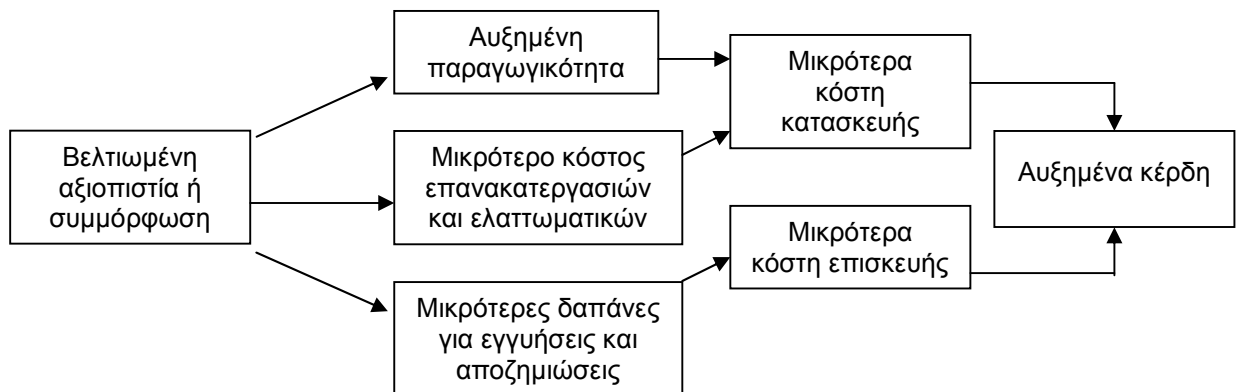 Βελτιωμένη
αξιοπιστία ή
συμμόρφωση
Αυξημένη
παραγωγικότητα
Μικρότερο κόστος
επανακατεργασιών
και ελαττωματικών
Μικρότερες δαπάνες
για εγγυήσεις και
αποζημιώσεις
Μικρότερα
κόστη
κατασκευής
Μικρότερα
κόστη επισκευής
Αυξημένα κέρδη